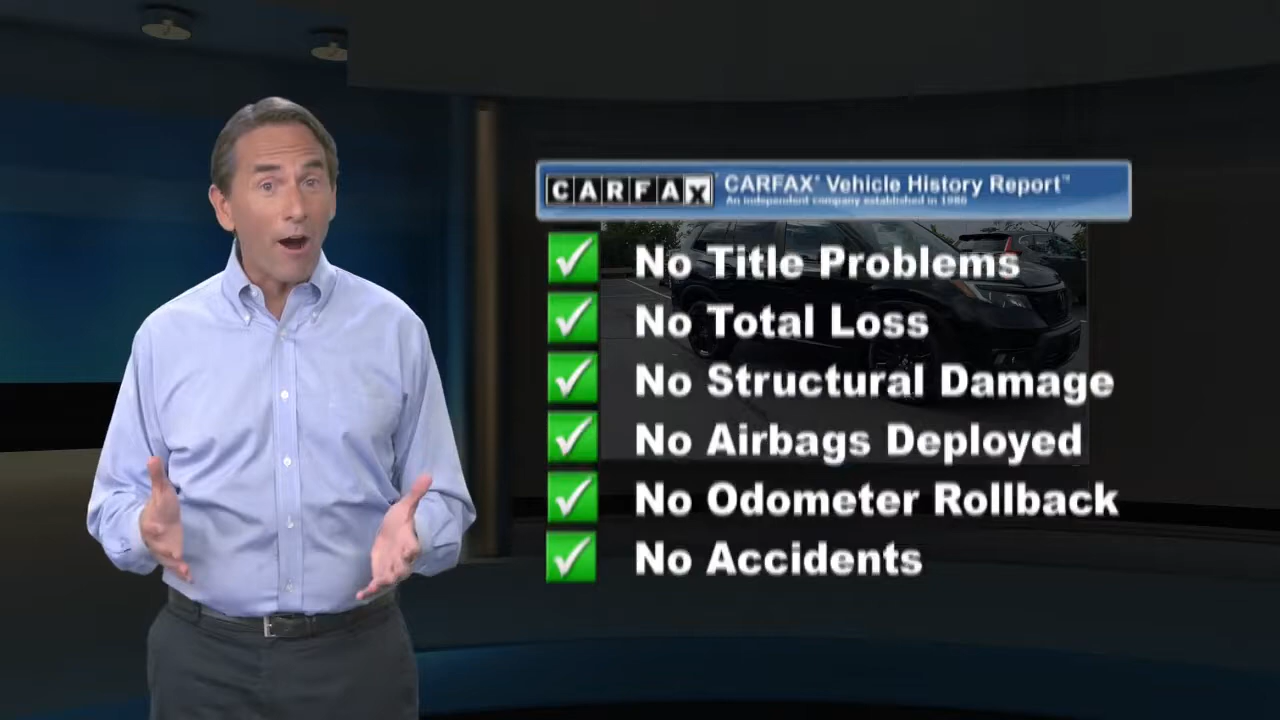 CARFAX CARFAX® Vehicle History Report™
An independent company established in 1986
No Title Problems
No Total Loss
No Structural Damage
No Airbags Deployed
No Odometer Rollback
No Accidents